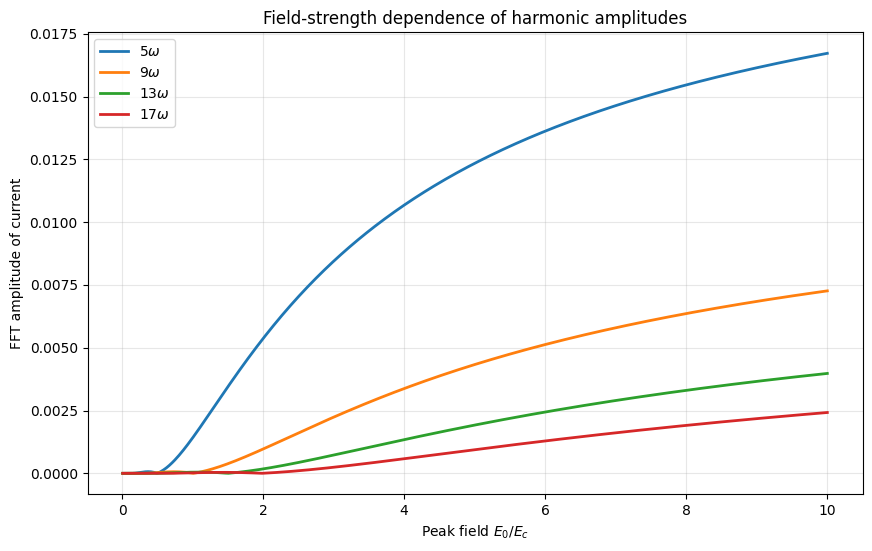 Field-strength dependence of harmonic amplitudes
FFT amplitude of current
0.0175
0.0150
0.0125
0.0100
0.0075
0.0050
0.0025
0.0000
5ω
9ω
13ω
17ω
0 2 4 6 8 10
Peak field E₀/E_c